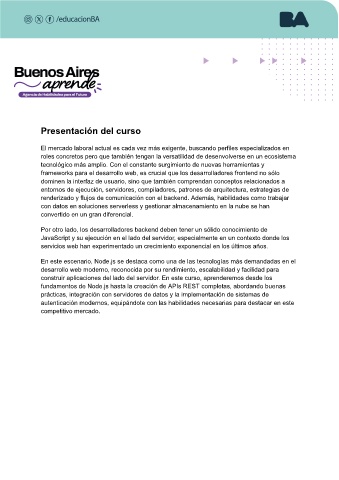 /educacionBA
BA
Buenos Aires
aprende
Agencia de Habilidades para el Futuro
Presentación del curso
El mercado laboral actual es cada vez más exigente, buscando perfiles especializados en
roles concretos pero que también tengan la versatilidad de desenvolverse en un ecosistema
tecnológico más amplio. Con el constante surgimiento de nuevas herramientas y
frameworks para el desarrollo web, es crucial que los desarrolladores frontend no sólo
dominen la interfaz de usuario, sino que también comprendan conceptos relacionados a
entornos de ejecución, servidores, compiladores, patrones de arquitectura, estrategias de
renderizado y flujos de comunicación con el backend. Además, habilidades como trabajar
con datos en soluciones serverless y gestionar almacenamiento en la nube se han
convertido en un gran diferencial.
Por otro lado, los desarrolladores backend deben tener un sólido conocimiento de
JavaScript y su ejecución en el lado del servidor, especialmente en un contexto donde los
servicios web han experimentado un crecimiento exponencial en los últimos años.
En este escenario, Node.js se destaca como una de las tecnologías más demandadas en el
desarrollo web moderno, reconocida por su rendimiento, escalabilidad y facilidad para
construir aplicaciones del lado del servidor. En este curso, aprenderemos desde los
fundamentos de Node.js hasta la creación de APIs REST completas, abordando buenas
prácticas, integración con servidores de datos y la implementación de sistemas de
autenticación modernos, equipándote con las habilidades necesarias para destacar en este
competitivo mercado.